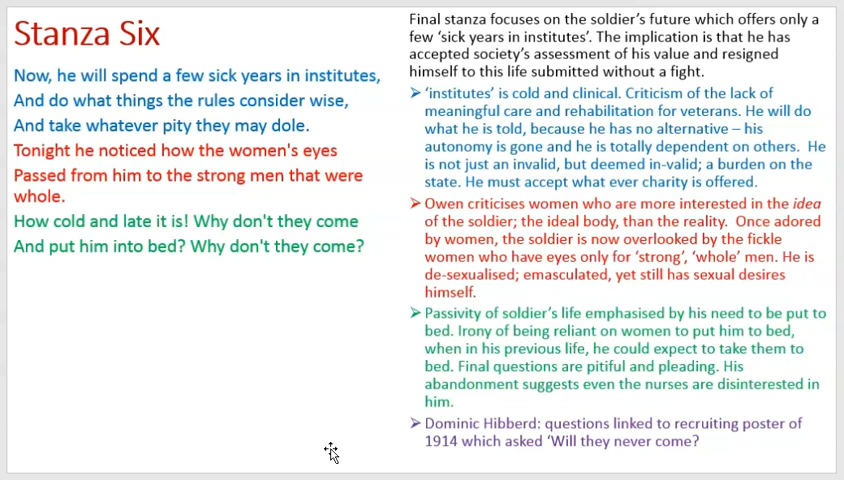 Stanza Six
Now, he will spend a few sick years in institutes,
And do what things the rules consider wise,
And take whatever pity they may dole.
Tonight he noticed how the women's eyes
Passed from him to the strong men that were
whole.
How cold and late it is! Why don't they come
And put him into bed? Why don't they come?
Final stanza focuses on the soldier's future which offers only a
few 'sick years in institutes'. The implication is that he has
accepted society's assessment of his value and resigned
himself to this life submitted without a fight.
➢ 'institutes' is cold and clinical. Criticism of the lack of
meaningful care and rehabilitation for veterans. He will do
what he is told, because he has no alternative – his
autonomy is gone and he is totally dependent on others. He
is not just an invalid, but deemed in-valid; a burden on the
state. He must accept what ever charity is offered.
➢ Owen criticises women who are more interested in the idea
of the soldier; the ideal body, than the reality. Once adored
by women, the soldier is now overlooked by the fickle
women who have eyes only for 'strong', 'whole' men. He is
de-sexualised; emasculated, yet still has sexual desires
himself.
➢ Passivity of soldier's life emphasised by his need to be put to
bed. Irony of being reliant on women to put him to bed,
when in his previous life, he could expect to take them to
bed. Final questions are pitiful and pleading. His
abandonment suggests even the nurses are disinterested in
him.
➢ Dominic Hibberd: questions linked to recruiting poster of
1914 which asked 'Will they never come?